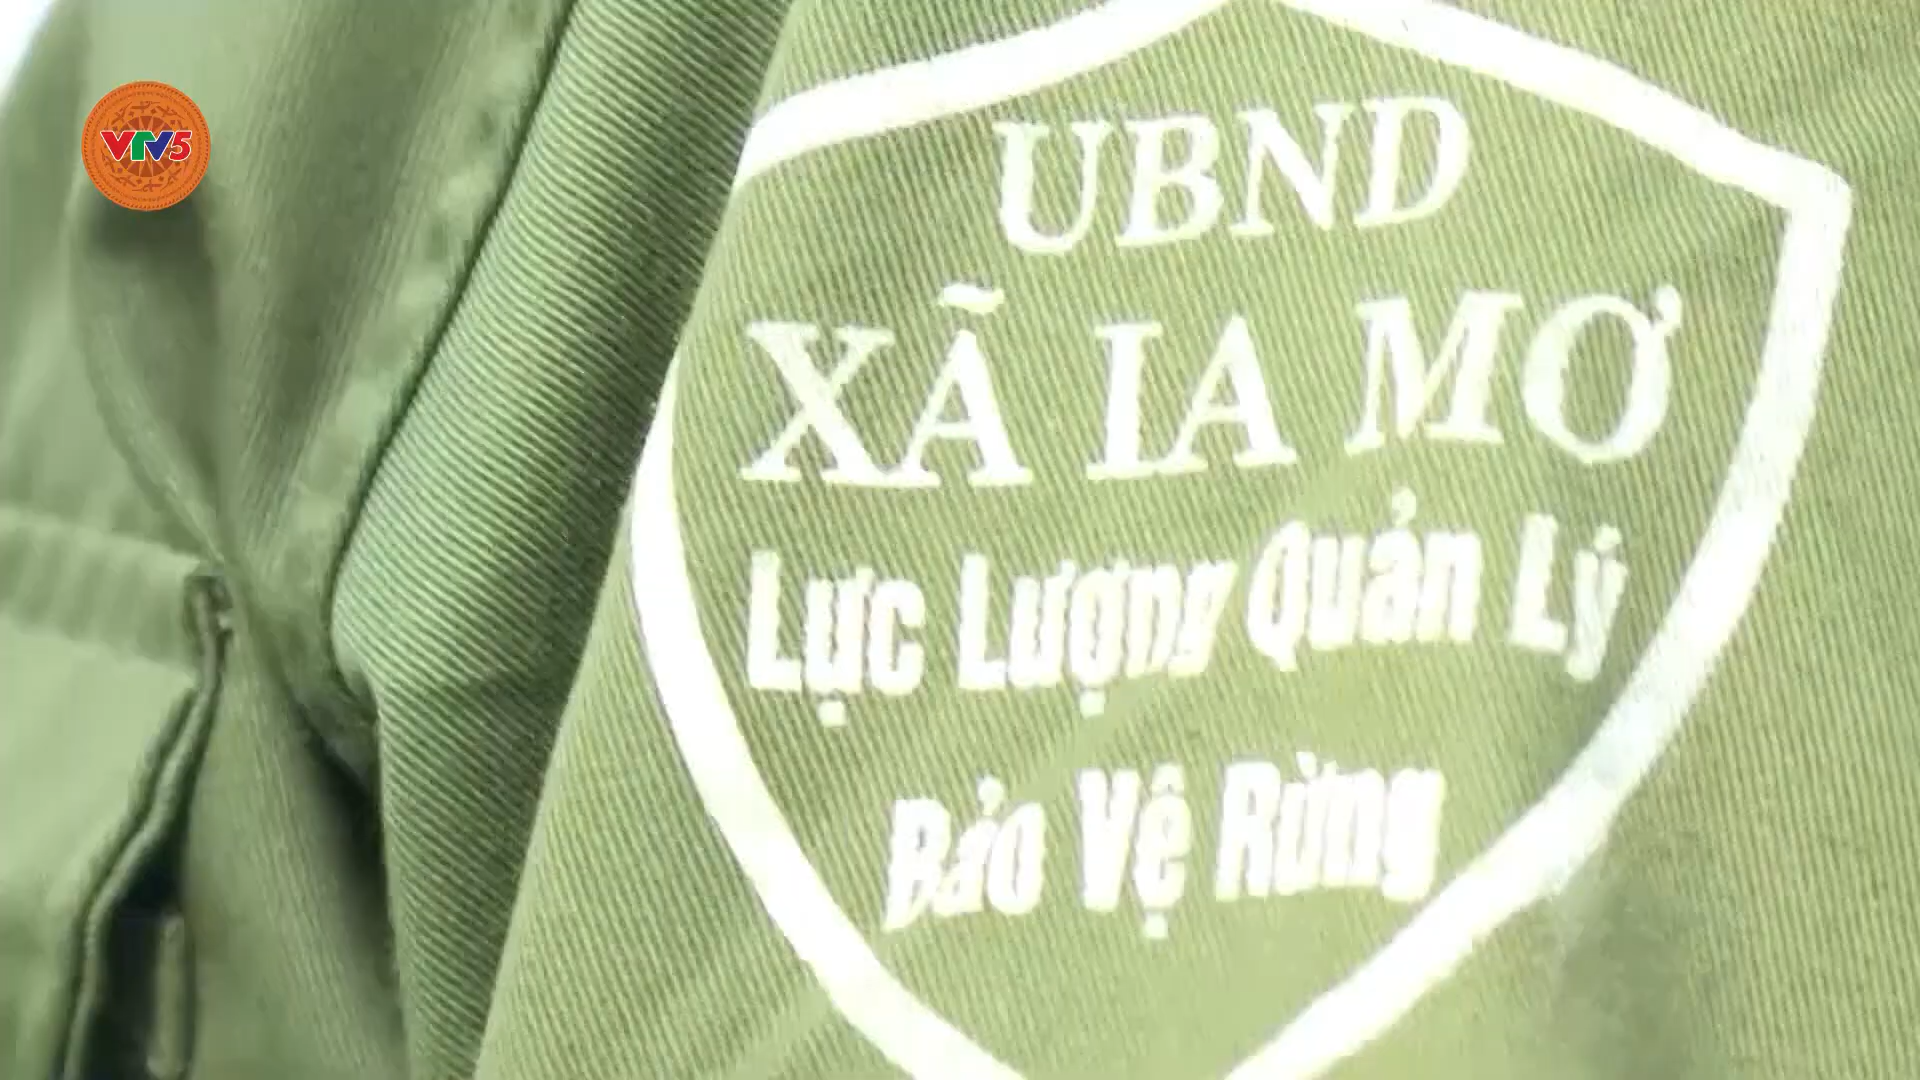 VTV5
UBND
XÃ IA MƠ
Lực Lượng Quản Lý
Bảo Vệ Rừng